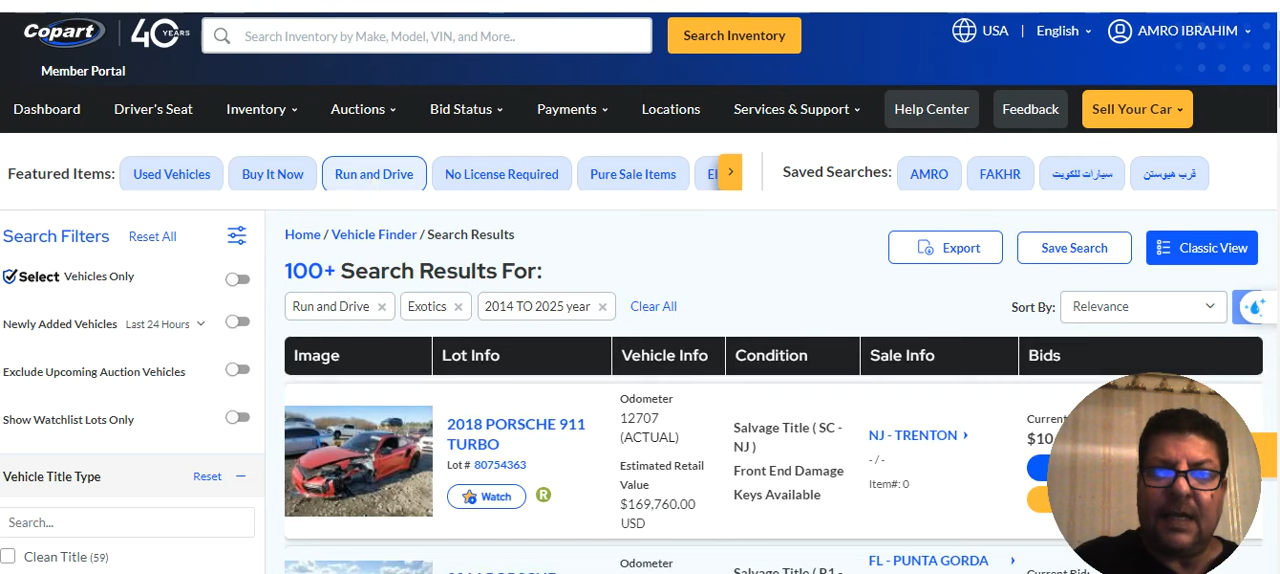 Copart
40 YEARS
Search Inventory by Make, Model, VIN, and More..
Search Inventory
USA | English
AMRO IBRAHIM
Member Portal
Dashboard Driver's Seat Inventory Auctions Bid Status Payments Locations Services & Support Help Center Feedback Sell Your Car
Featured Items: Used Vehicles Buy It Now Run and Drive No License Required Pure Sale Items
Saved Searches: AMRO FAKHR سيارات للكويت قرب هيوستن
Search Filters Reset All
Select Vehicles Only
Newly Added Vehicles Last 24 Hours
Exclude Upcoming Auction Vehicles
Show Watchlist Lots Only
Vehicle Title Type Reset
Search...
Clean Title (59)
Home / Vehicle Finder / Search Results
Export Save Search Classic View
100+ Search Results For:
Run and Drive × Exotics × 2014 TO 2025 year × Clear All
Sort By: Relevance
Image Lot Info Vehicle Info Condition Sale Info Bids
2018 PORSCHE 911
TURBO
Lot # 80754363
Watch
R
Odometer
12707
(ACTUAL)
Estimated Retail
Value
$169,760.00
USD
Salvage Title ( SC -
NJ )
Front End Damage
Keys Available
NJ - TRENTON
- / -
Item#: 0
Current
$10
PORSCHE
Odometer
Salvage Title ( P1 -
FL - PUNTA GORDA
Current Bid: